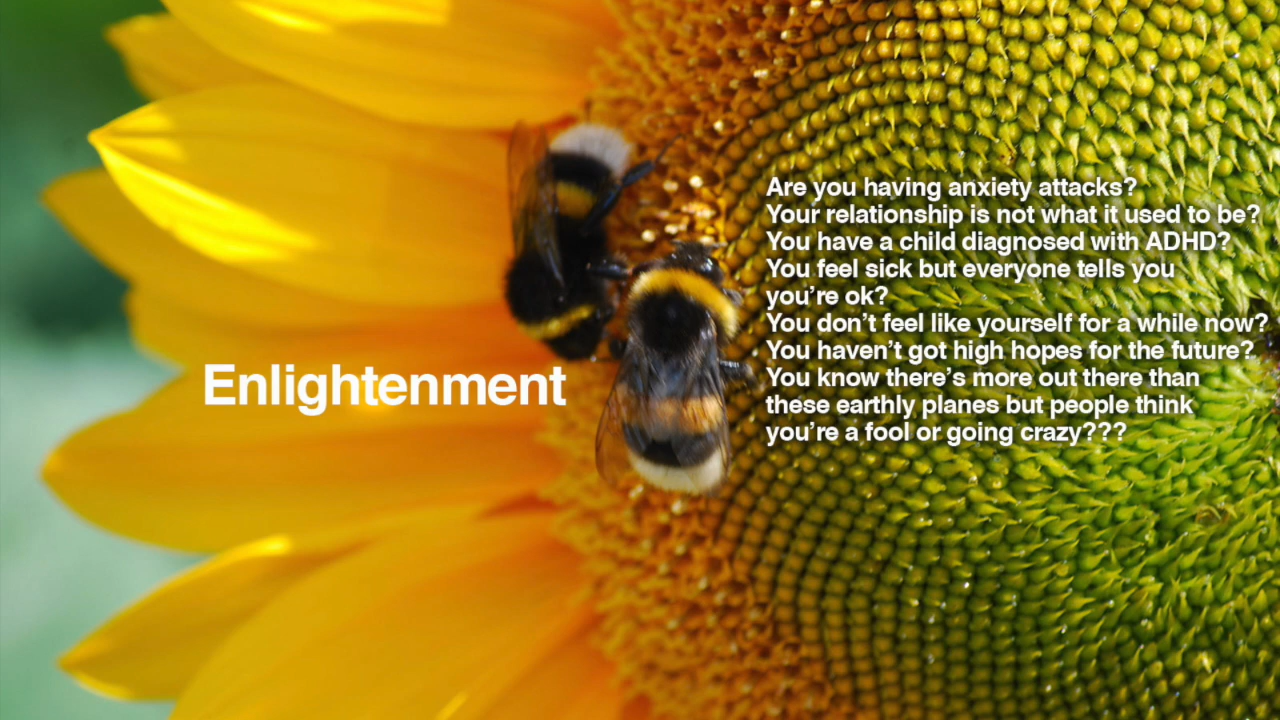 Enlightenment
Are you having anxiety attacks?
Your relationship is not what it used to be?
You have a child diagnosed with ADHD?
You feel sick but everyone tells you
you’re ok?
You don’t feel like yourself for a while now?
You haven’t got high hopes for the future?
You know there’s more out there than
these earthly planes but people think
you’re a fool or going crazy???